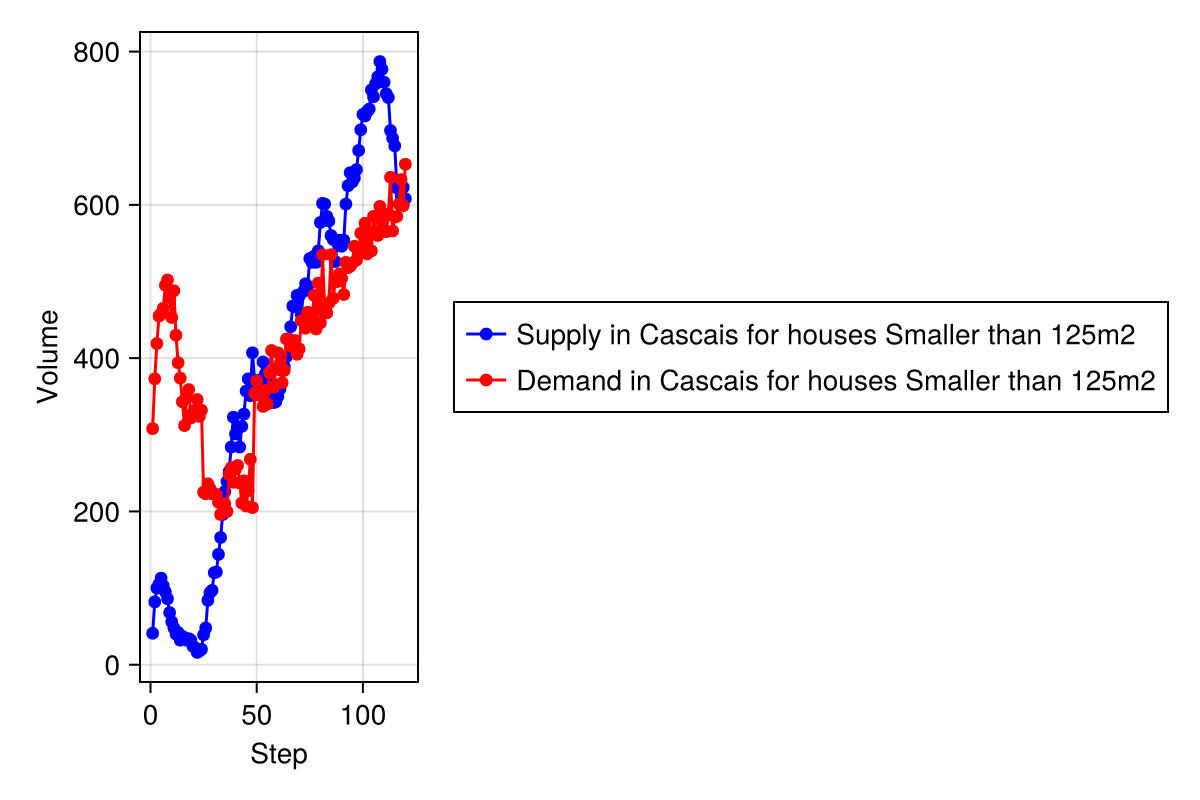 800
600
400
200
0
Volume
0 50 100
Step
Supply in Cascais for houses Smaller than 125m2
Demand in Cascais for houses Smaller than 125m2